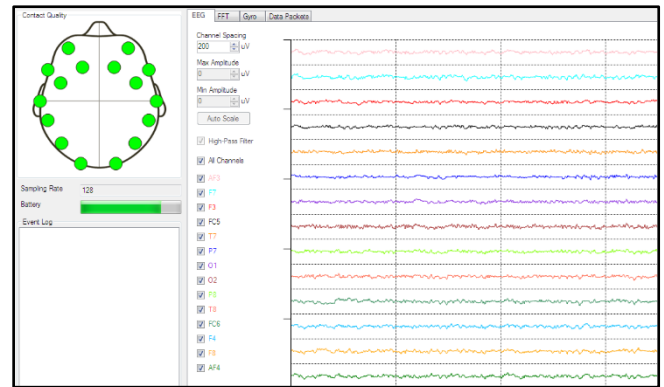 Contact Quality
Sampling Rate 128
Battery
Event Log
EEG FFT Gyro Data Packets
Channel Spacing
200 uV
Max Amplitude
0 uV
Min Amplitude
0 uV
Auto Scale
High-Pass Filter
All Channels
AF3
F7
F3
FC5
T7
P7
O1
O2
P8
T8
FC6
F4
F8
AF4